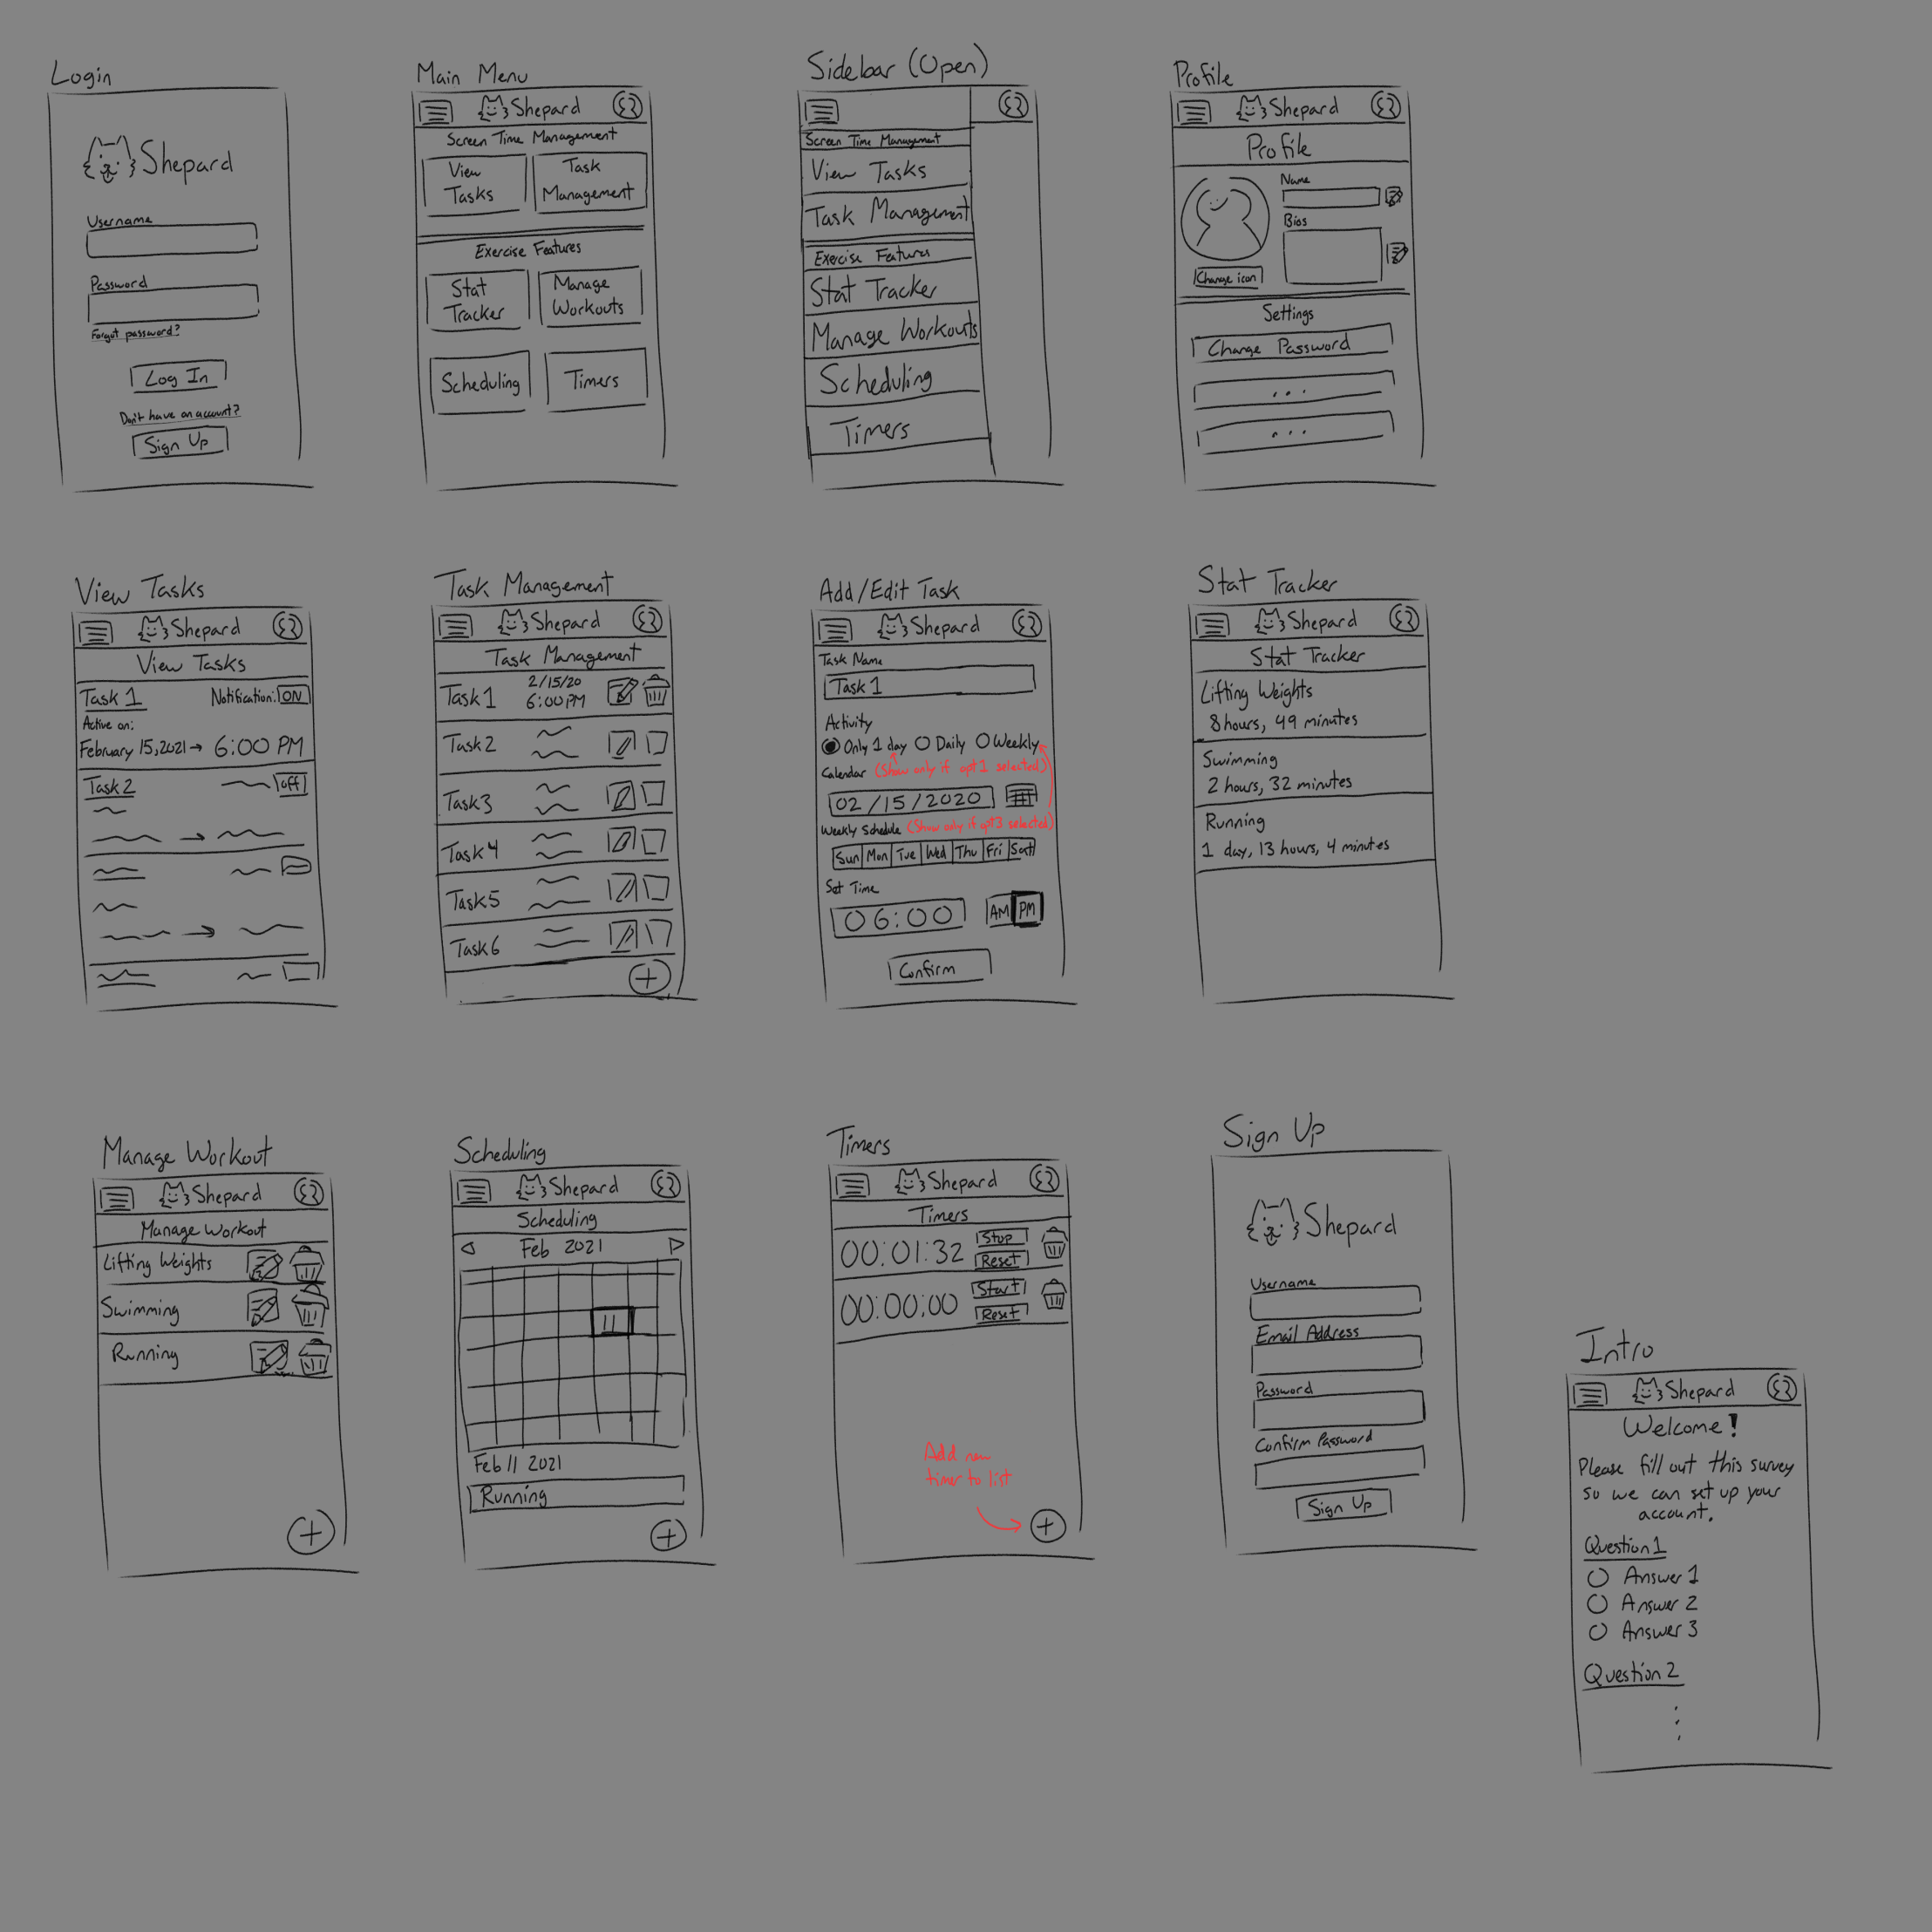 Login
Shepard
Username
Password
Forgot password?
Log In
Don't have an account?
Sign Up
Main Menu
Shepard
Screen Time Management
View
Tasks
Task
Management
Exercise Features
Stat
Tracker
Manage
Workouts
Scheduling
Timers
Sidebar (Open)
Screen Time Management
View Tasks
Task Management
Exercise Features
Stat Tracker
Manage Workouts
Scheduling
Timers
Profile
Shepard
Profile
Name
Bios
Change icon
Settings
Change Password
...
...
View Tasks
Shepard
View Tasks
Task 1 Notification: ON
Active on:
February 15, 2021 → 6:00 PM
Task 2 Off
Task Management
Shepard
Task Management
Task 1 2/15/20
6:00 PM
Task 2
Task 3
Task 4
Task 5
Task 6
+
Add/Edit Task
Shepard
Task Name
Task 1
Activity
Only 1 day Daily Weekly
Calendar (Show only if opt 1 selected)
02/15/2020
Weekly Schedule (Show only if opt 3 selected)
Sun Mon Tue Wed Thu Fri Sat
Set Time
06:00 AM PM
Confirm
Stat Tracker
Shepard
Stat Tracker
Lifting Weights
8 hours, 49 minutes
Swimming
2 hours, 32 minutes
Running
1 day, 13 hours, 4 minutes
Manage Workout
Shepard
Manage Workout
Lifting Weights
Swimming
Running
+
Scheduling
Shepard
Scheduling
Feb 2021
11
Feb 11 2021
Running
+
Timers
Shepard
Timers
00:01:32 Stop
Reset
00:00:00 Start
Reset
Add new
timer to list
+
Sign Up
Shepard
Username
Email Address
Password
Confirm Password
Sign Up
Intro
Shepard
Welcome!
Please fill out this survey
so we can set up your
account.
Question 1
Answer 1
Answer 2
Answer 3
Question 2